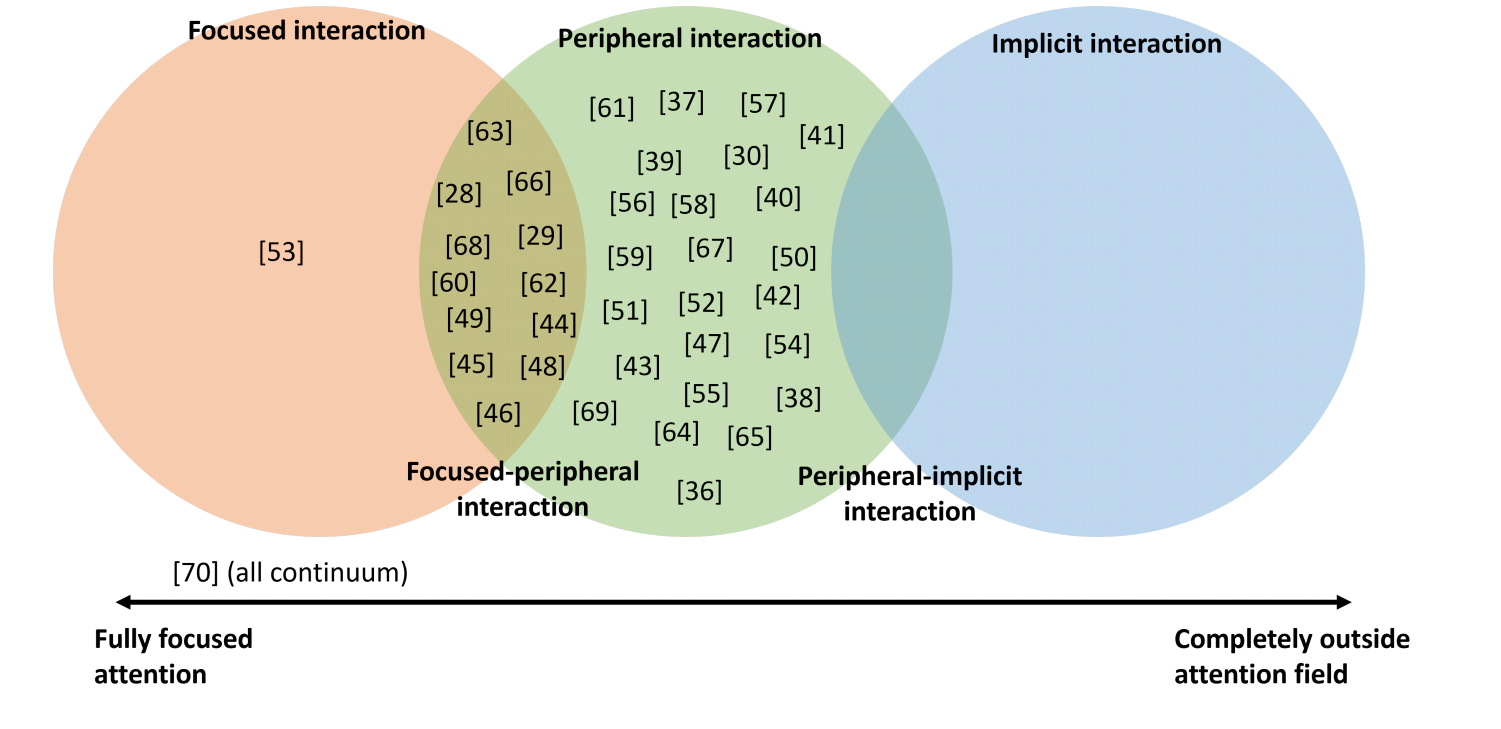 Focused interaction
Peripheral interaction
Implicit interaction
[61] [37] [57]
[63]
[41]
[39] [30]
[28] [66]
[56] [58] [40]
[68] [29]
[59] [67] [50]
[60] [62]
[51] [52] [42]
[49] [44]
[47] [54]
[45] [48] [43]
[55] [38]
[46] [69]
[64] [65]
[36]
[53]
Focused-peripheral
interaction
Peripheral-implicit
interaction
[70] (all continuum)
Fully focused
attention
Completely outside
attention field